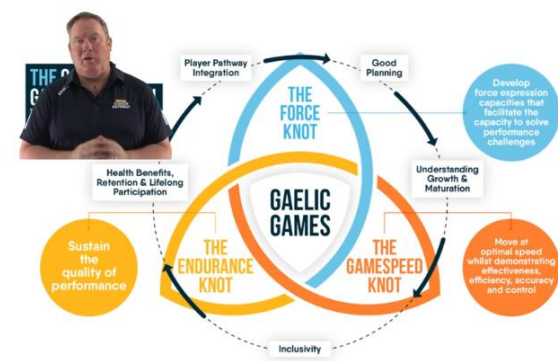 THE
Player Pathway
Integration
Good
Planning
THE
FORCE
KNOT
Develop
force expression
capacities that
facilitate the
capacity to solve
performance
challenges
Health Benefits,
Retention & Lifelong
Participation
Understanding
Growth &
Maturation
GAELIC
GAMES
Sustain
the
quality of
performance
THE
ENDURANCE
KNOT
THE
GAMESPEED
KNOT
Move at
optimal speed
whilst demonstrating
effectiveness,
efficiency, accuracy
and control
Inclusivity